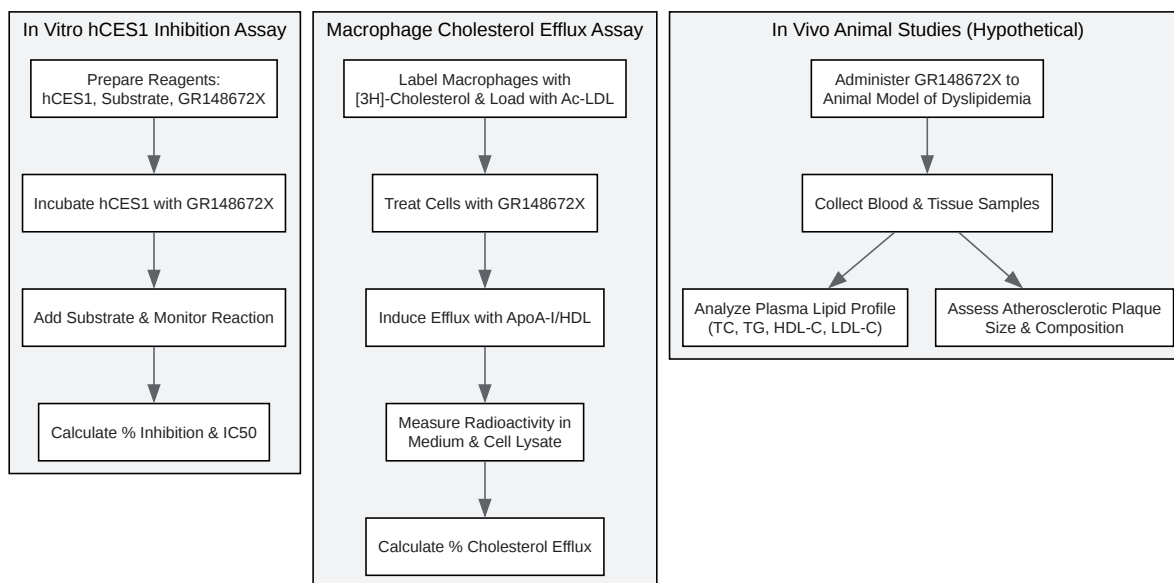 In Vitro hCES1 Inhibition Assay
Prepare Reagents:
hCES1, Substrate, GR148672X
Incubate hCES1 with GR148672X
Add Substrate & Monitor Reaction
Calculate % Inhibition & IC50
Macrophage Cholesterol Efflux Assay
Label Macrophages with
[3H]-Cholesterol & Load with Ac-LDL
Treat Cells with GR148672X
Induce Efflux with ApoA-I/HDL
Measure Radioactivity in
Medium & Cell Lysate
Calculate % Cholesterol Efflux
In Vivo Animal Studies (Hypothetical)
Administer GR148672X to
Animal Model of Dyslipidemia
Collect Blood & Tissue Samples
Analyze Plasma Lipid Profile
(TC, TG, HDL-C, LDL-C)
Assess Atherosclerotic Plaque
Size & Composition